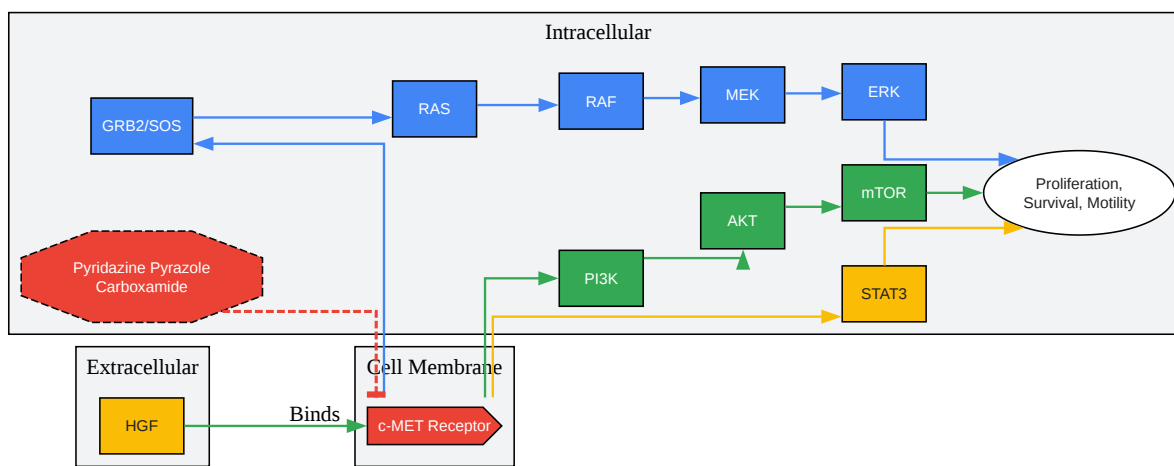 Intracellular
GRB2/SOS
RAS
RAF
MEK
ERK
Proliferation,
Survival, Motility
mTOR
AKT
PI3K
STAT3
Pyridazine Pyrazole
Carboxamide
Extracellular
HGF
Binds
Cell Membrane
c-MET Receptor